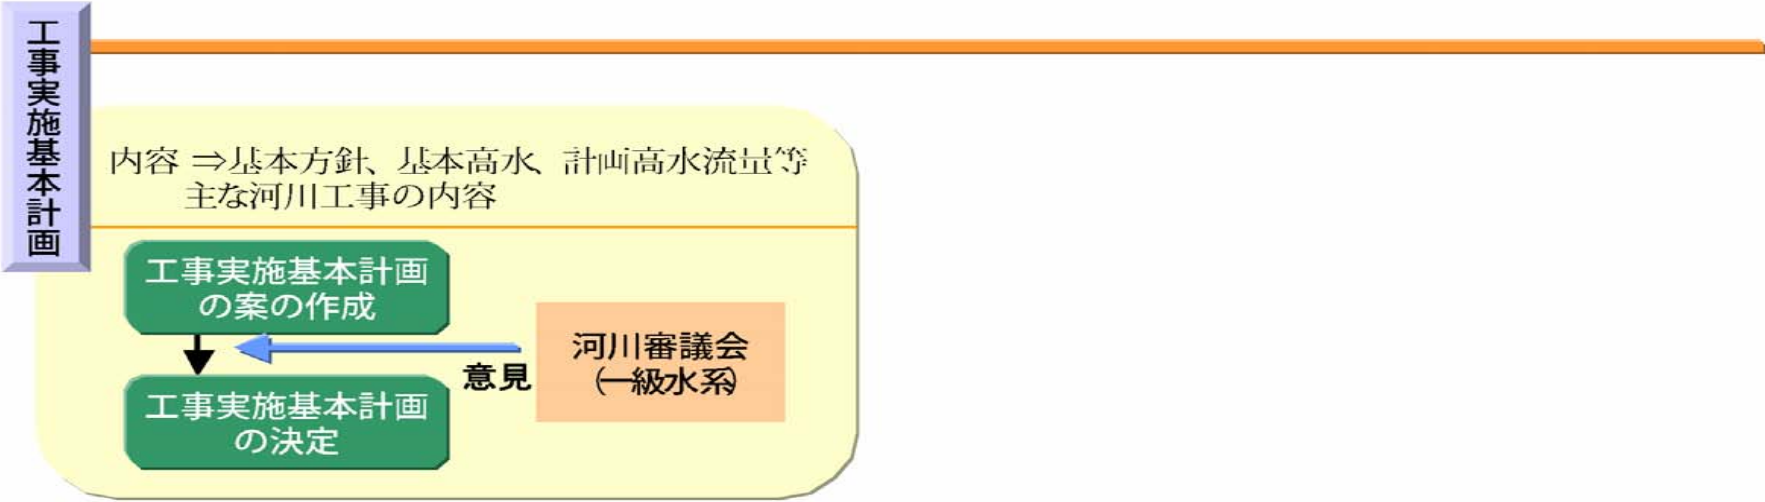 工事実施基本計画
内容 ⇒基本方針、基本高水、計画高水流量等
主な河川工事の内容
工事実施基本計画
の案の作成
河川審議会
(一級水系)
意見
工事実施基本計画
の決定